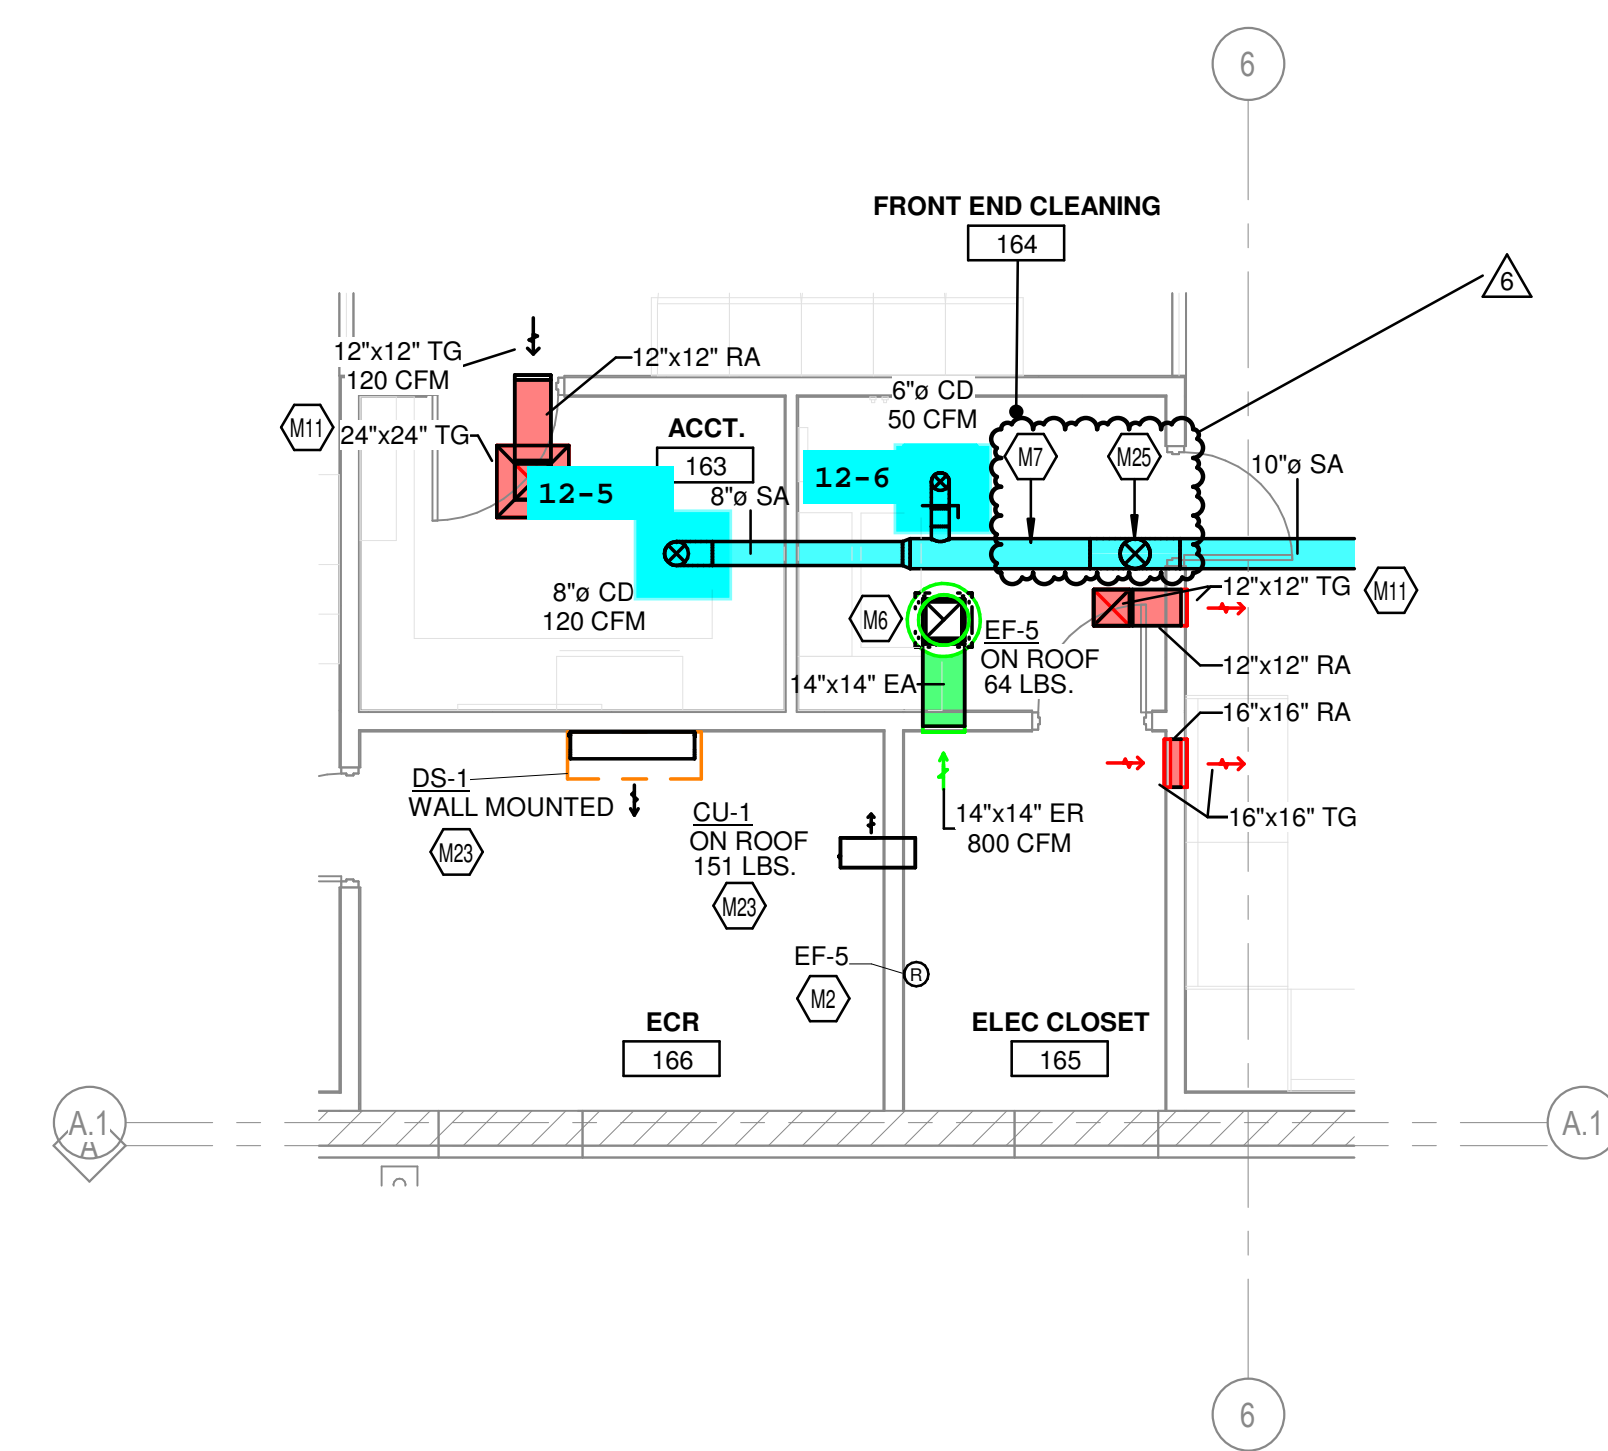 6
FRONT END CLEANING
164
6
12"x12" TG
120 CFM
12"x12" RA
M11
24"x24" TG
ACCT.
163
6"ø CD
50 CFM
M7
M25
10"ø SA
12-5
8"ø SA
12-6
8"ø CD
120 CFM
M6
EF-5
ON ROOF
64 LBS.
12"x12" TG
M11
12"x12" RA
14"x14" EA
16"x16" RA
DS-1
WALL MOUNTED
M23
CU-1
ON ROOF
151 LBS.
M23
14"x14" ER
800 CFM
16"x16" TG
EF-5
R
M2
ECR
166
ELEC CLOSET
165
A.1
A
A.1
6